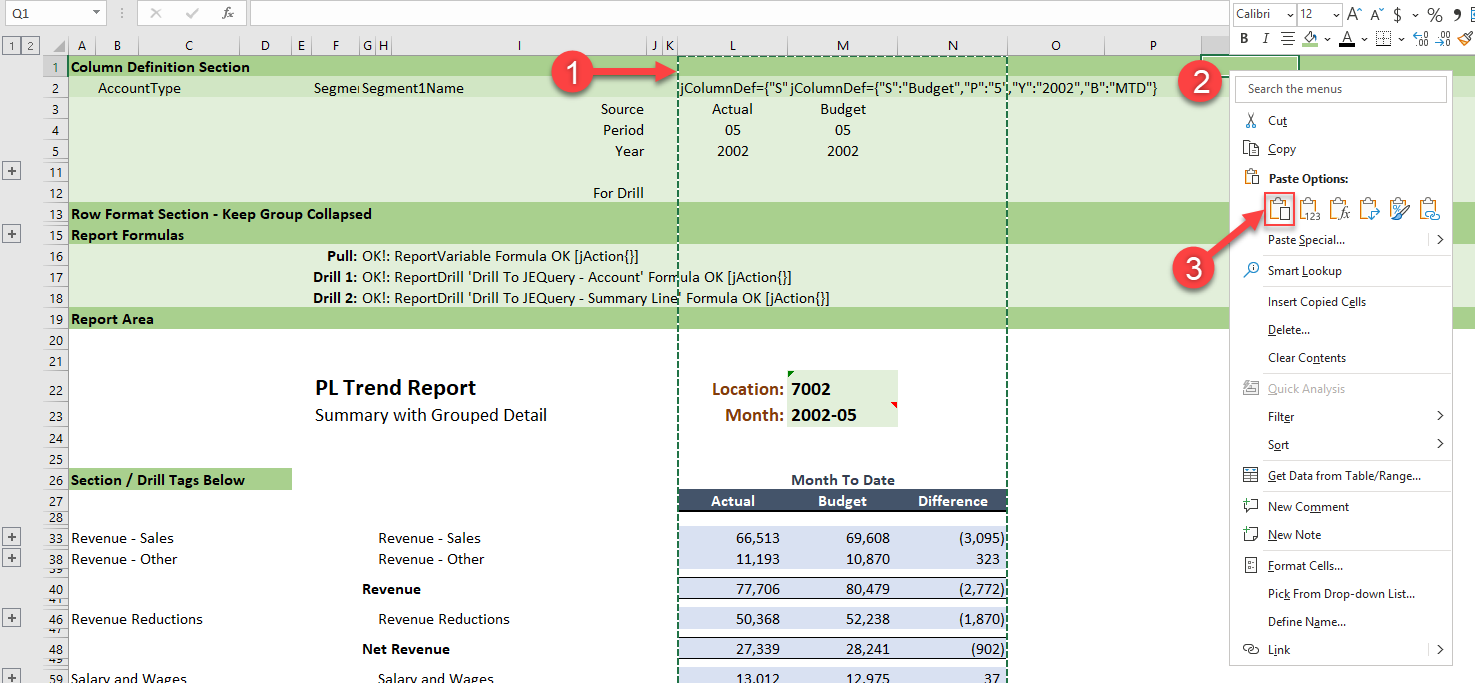 Q1 fx
Calibri 12 A^ A˅ $ % 9
B I A
1 2 A B C D E F G H I J K L M N O P
1 Column Definition Section
1 2 3
2 AccountType Segme Segment1Name jColumnDef={"S" jColumnDef={"S":"Budget","P":"5","Y":"2002","B":"MTD"}
3 Source Actual Budget
4 Period 05 05
5 Year 2002 2002
11
12 For Drill
13 Row Format Section - Keep Group Collapsed
15 Report Formulas
16 Pull: OK!: ReportVariable Formula OK [jAction{}]
17 Drill 1: OK!: ReportDrill 'Drill To JEQuery - Account' Formula OK [jAction{}]
18 Drill 2: OK!: ReportDrill 'Drill To JEQuery - Summary Line' Formula OK [jAction{}]
19 Report Area
20
21
22 PL Trend Report Location: 7002
23 Summary with Grouped Detail Month: 2002-05
24
25
26 Section / Drill Tags Below Month To Date
27 Actual Budget Difference
28
33 Revenue - Sales Revenue - Sales 66,513 69,608 (3,095)
38 Revenue - Other Revenue - Other 11,193 10,870 323
39
40 Revenue 77,706 80,479 (2,772)
41
46 Revenue Reductions Revenue Reductions 50,368 52,238 (1,870)
47
48 Net Revenue 27,339 28,241 (902)
49
59 Salary and Wages Salary and Wages 13,012 12,975 37
Search the menus
Cut
Copy
Paste Options:
123 fx
Paste Special...
Smart Lookup
Insert Copied Cells
Delete...
Clear Contents
Quick Analysis
Filter
Sort
Get Data from Table/Range...
New Comment
New Note
Format Cells...
Pick From Drop-down List...
Define Name...
Link